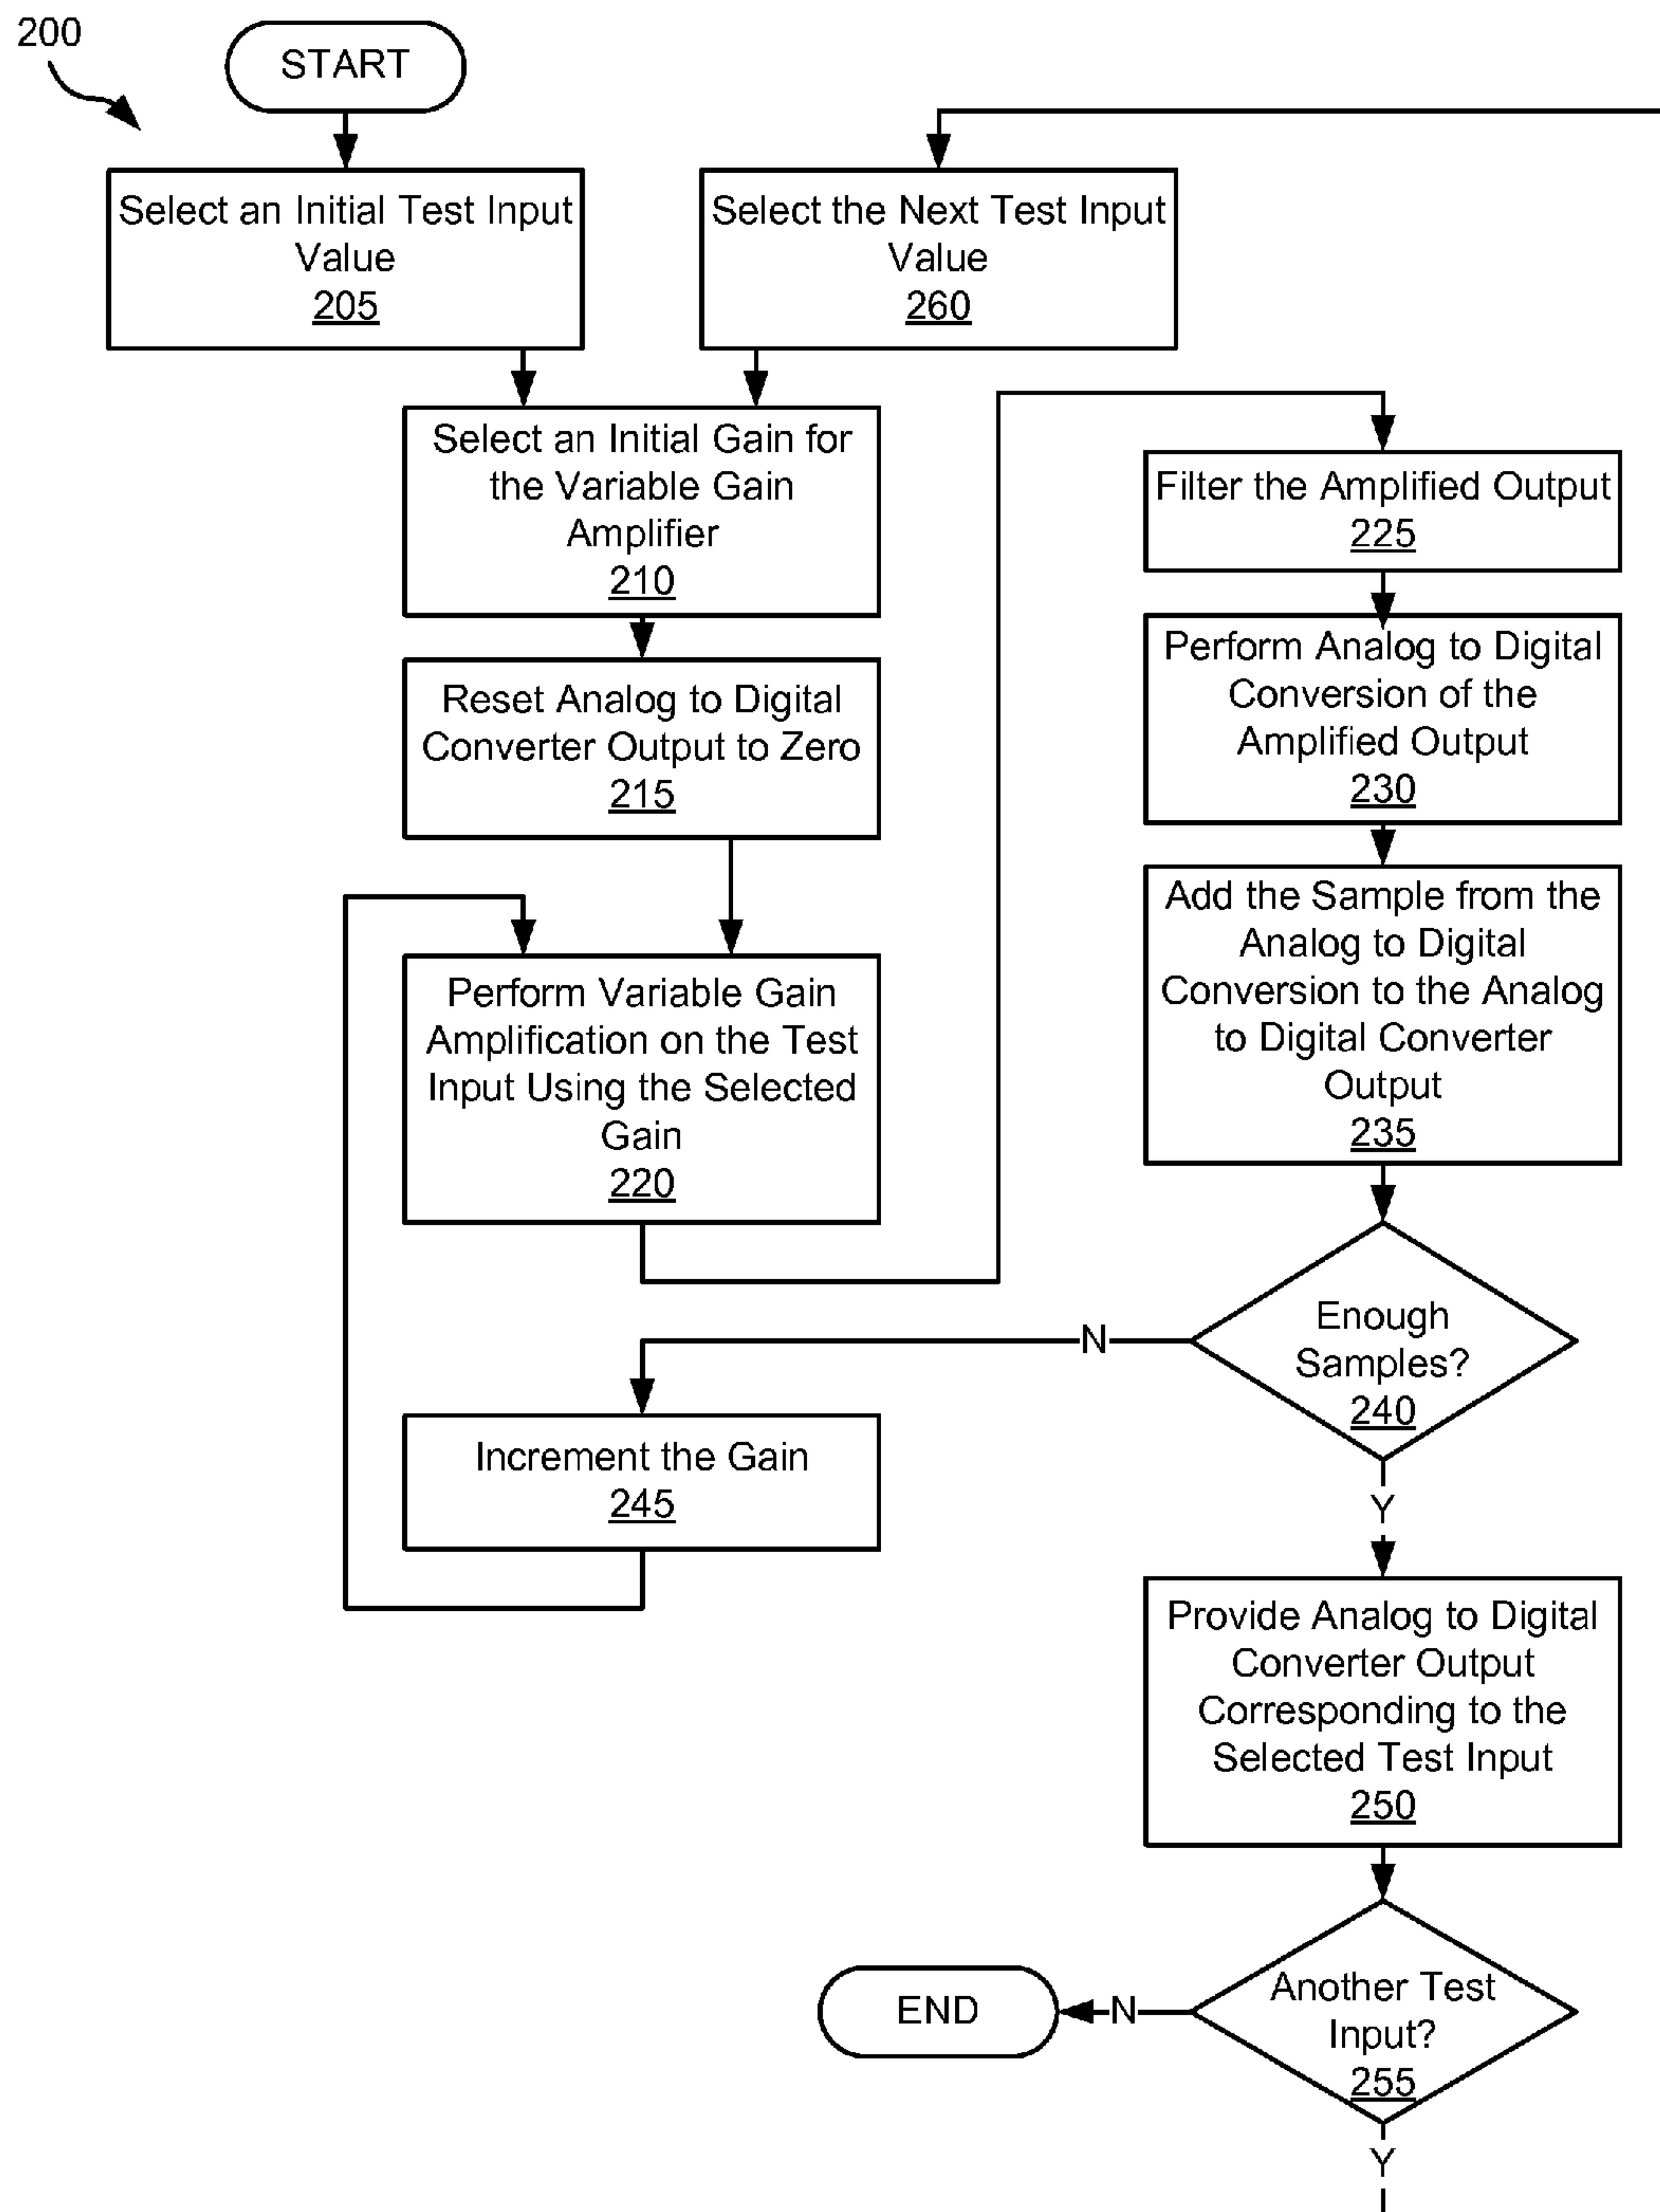 200
START
Select an Initial Test Input
Value
205
Select the Next Test Input
Value
260
Select an Initial Gain for
the Variable Gain
Amplifier
210
Reset Analog to Digital
Converter Output to Zero
215
Perform Variable Gain
Amplification on the Test
Input Using the Selected
Gain
220
Filter the Amplified Output
225
Perform Analog to Digital
Conversion of the
Amplified Output
230
Add the Sample from the
Analog to Digital
Conversion to the Analog
to Digital Converter
Output
235
Enough
Samples?
240
N
Increment the Gain
245
Y
Provide Analog to Digital
Converter Output
Corresponding to the
Selected Test Input
250
Another Test
Input?
255
N
END
Y